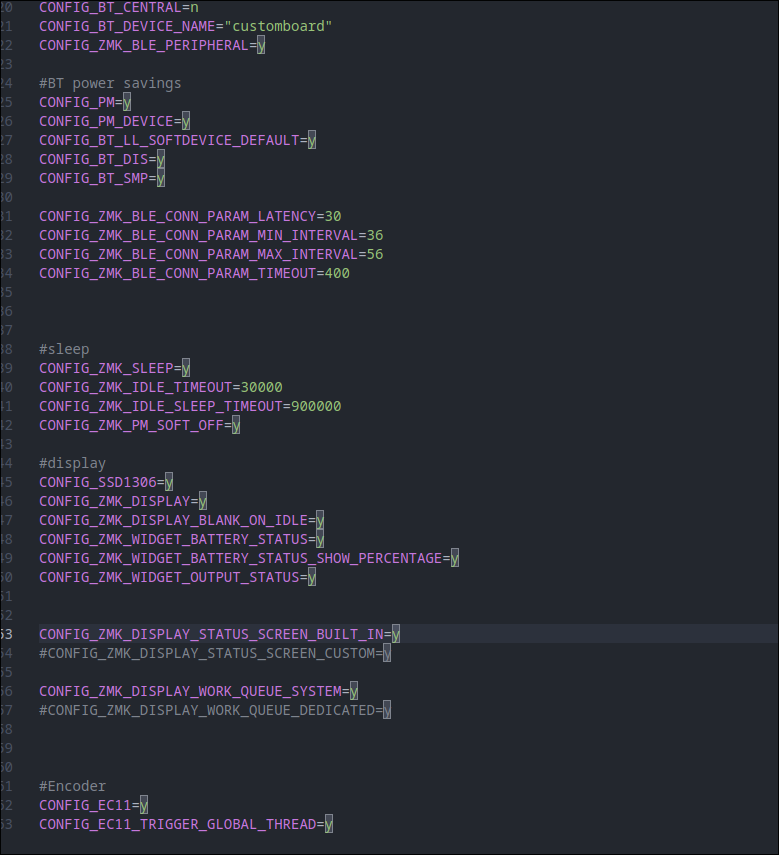 20 CONFIG_BT_CENTRAL=n
21 CONFIG_BT_DEVICE_NAME="customboard"
22 CONFIG_ZMK_BLE_PERIPHERAL=y
23
24 #BT power savings
25 CONFIG_PM=y
26 CONFIG_PM_DEVICE=y
27 CONFIG_BT_LL_SOFTDEVICE_DEFAULT=y
28 CONFIG_BT_DIS=y
29 CONFIG_BT_SMP=y
30
31 CONFIG_ZMK_BLE_CONN_PARAM_LATENCY=30
32 CONFIG_ZMK_BLE_CONN_PARAM_MIN_INTERVAL=36
33 CONFIG_ZMK_BLE_CONN_PARAM_MAX_INTERVAL=56
34 CONFIG_ZMK_BLE_CONN_PARAM_TIMEOUT=400
35
36
37
38 #sleep
39 CONFIG_ZMK_SLEEP=y
40 CONFIG_ZMK_IDLE_TIMEOUT=30000
41 CONFIG_ZMK_IDLE_SLEEP_TIMEOUT=900000
42 CONFIG_ZMK_PM_SOFT_OFF=y
43
44 #display
45 CONFIG_SSD1306=y
46 CONFIG_ZMK_DISPLAY=y
47 CONFIG_ZMK_DISPLAY_BLANK_ON_IDLE=y
48 CONFIG_ZMK_WIDGET_BATTERY_STATUS=y
49 CONFIG_ZMK_WIDGET_BATTERY_STATUS_SHOW_PERCENTAGE=y
50 CONFIG_ZMK_WIDGET_OUTPUT_STATUS=y
51
52
53 CONFIG_ZMK_DISPLAY_STATUS_SCREEN_BUILT_IN=y
54 #CONFIG_ZMK_DISPLAY_STATUS_SCREEN_CUSTOM=y
55
56 CONFIG_ZMK_DISPLAY_WORK_QUEUE_SYSTEM=y
57 #CONFIG_ZMK_DISPLAY_WORK_QUEUE_DEDICATED=y
58
59
60
61 #Encoder
62 CONFIG_EC11=y
63 CONFIG_EC11_TRIGGER_GLOBAL_THREAD=y